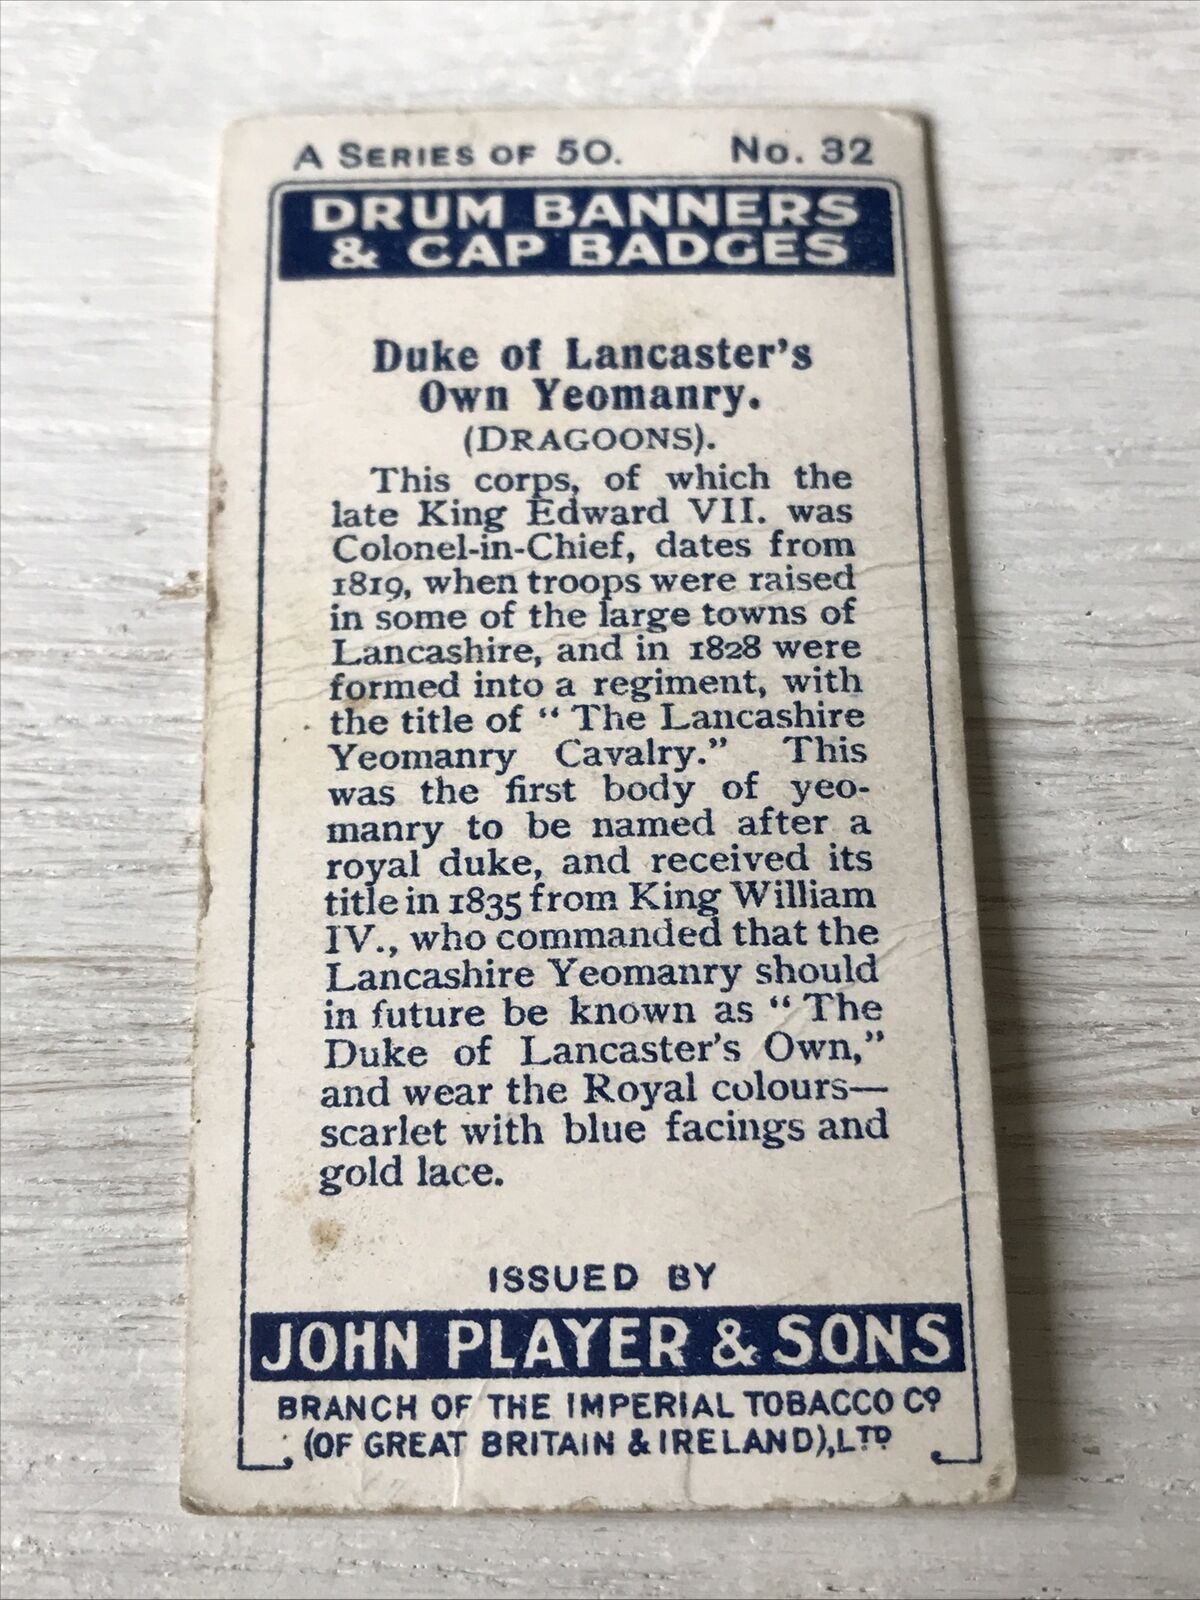 A SERIES OF 50. No. 32
DRUM BANNERS
& CAP BADGES
Duke of Lancaster's
Own Yeomanry.
(DRAGOONS).
This corps, of which the
late King Edward VII. was
Colonel-in-Chief, dates from
1819, when troops were raised
in some of the large towns of
Lancashire, and in 1828 were
formed into a regiment, with
the title of “ The Lancashire
Yeomanry Cavalry.” This
was the first body of yeo-
manry to be named after a
royal duke, and received its
title in 1835 from King William
IV., who commanded that the
Lancashire Yeomanry should
in future be known as “ The
Duke of Lancaster's Own,”
and wear the Royal colours—
scarlet with blue facings and
gold lace.
ISSUED BY
JOHN PLAYER & SONS
BRANCH OF THE IMPERIAL TOBACCO Cº
(OF GREAT BRITAIN & IRELAND), LTD